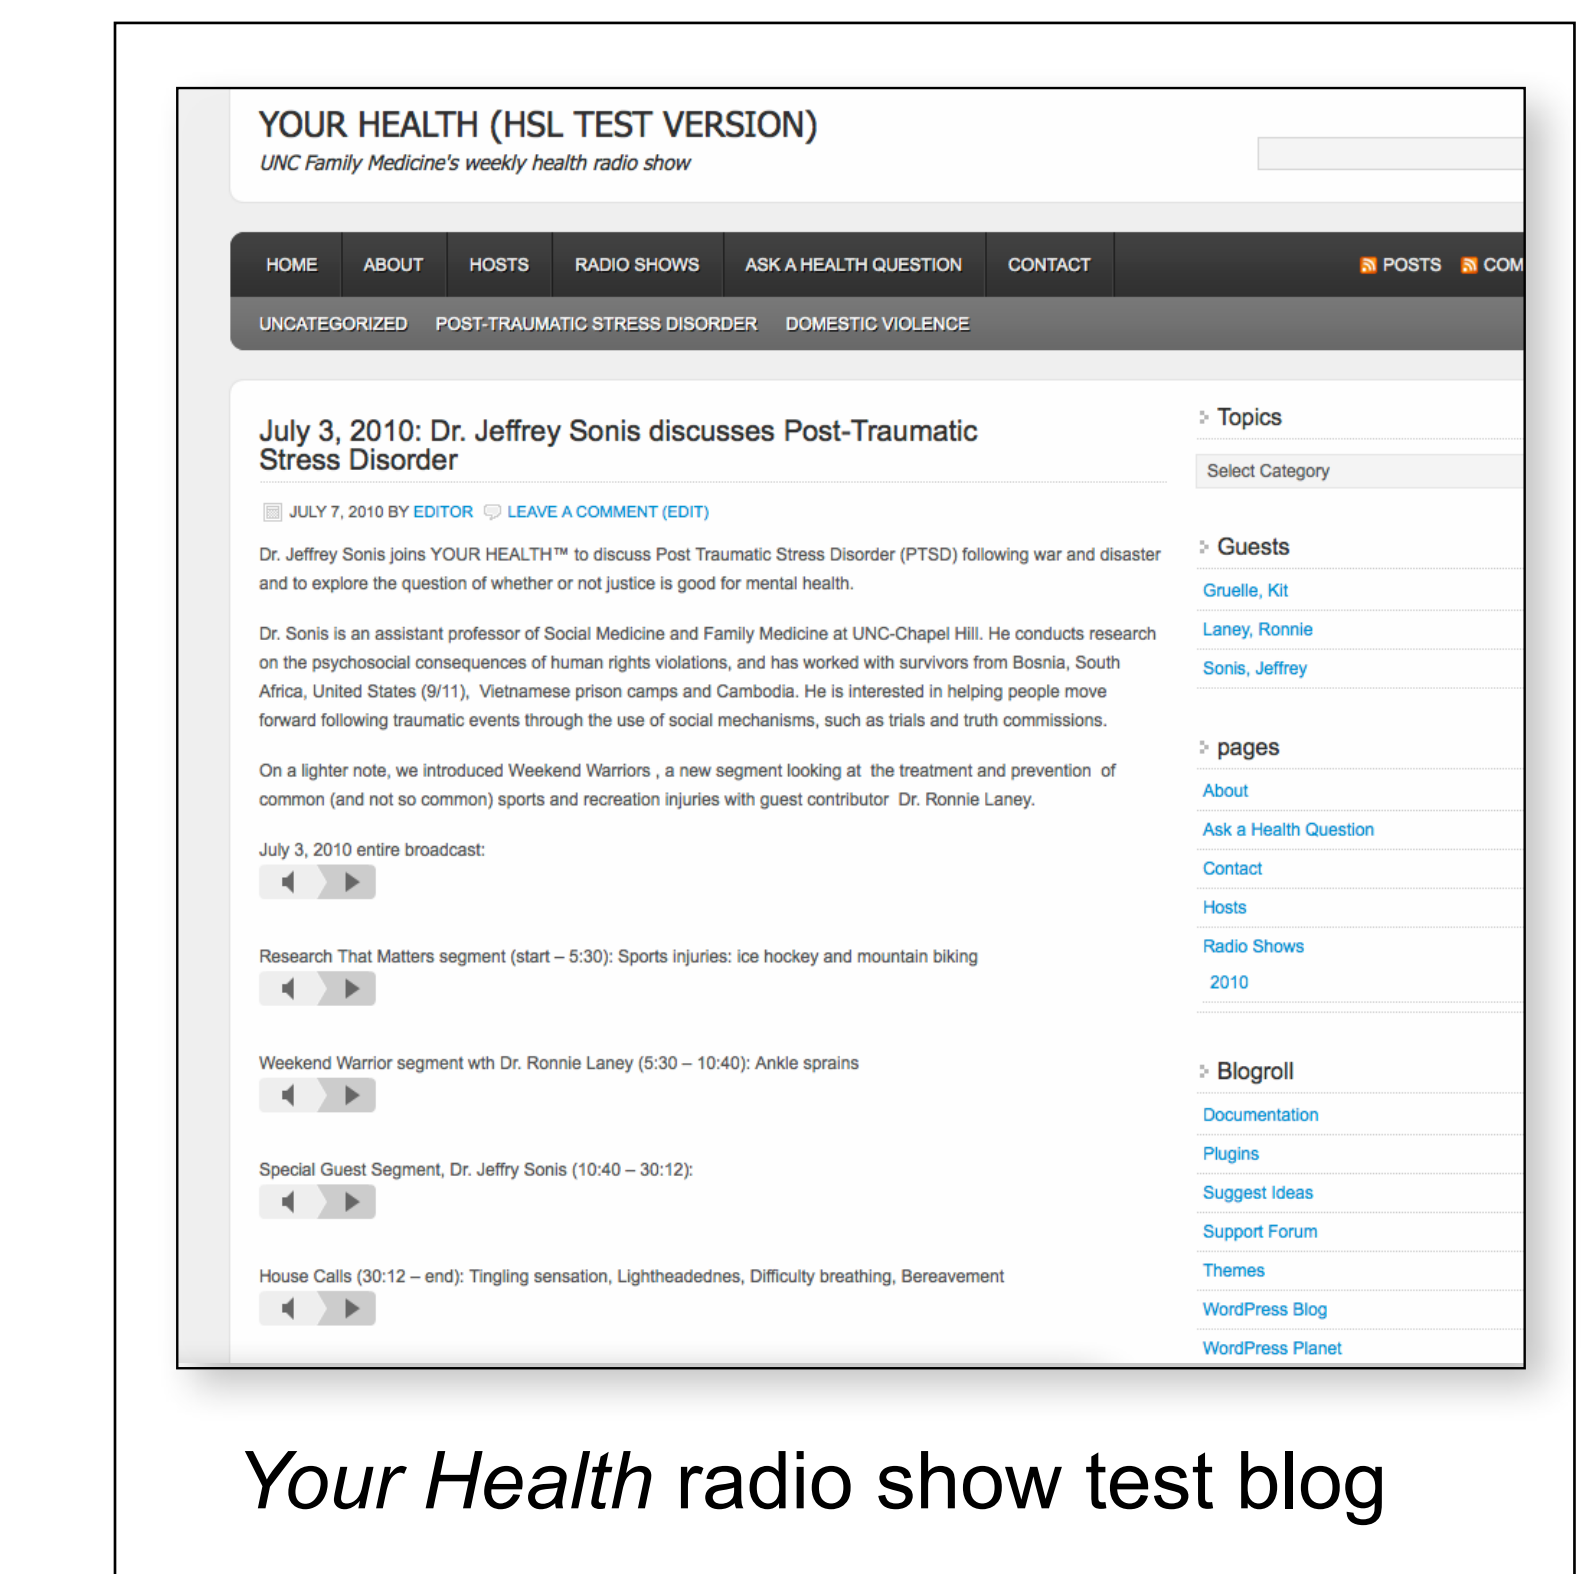 YOUR HEALTH (HSL TEST VERSION)
UNC Family Medicine's weekly health radio show
HOME ABOUT HOSTS RADIO SHOWS ASK A HEALTH QUESTION CONTACT POSTS COM
UNCATEGORIZED POST-TRAUMATIC STRESS DISORDER DOMESTIC VIOLENCE
July 3, 2010: Dr. Jeffrey Sonis discusses Post-Traumatic
Stress Disorder
JULY 7, 2010 BY EDITOR LEAVE A COMMENT (EDIT)
Dr. Jeffrey Sonis joins YOUR HEALTH™ to discuss Post Traumatic Stress Disorder (PTSD) following war and disaster
and to explore the question of whether or not justice is good for mental health.
Dr. Sonis is an assistant professor of Social Medicine and Family Medicine at UNC-Chapel Hill. He conducts research
on the psychosocial consequences of human rights violations, and has worked with survivors from Bosnia, South
Africa, United States (9/11), Vietnamese prison camps and Cambodia. He is interested in helping people move
forward following traumatic events through the use of social mechanisms, such as trials and truth commissions.
On a lighter note, we introduced Weekend Warriors , a new segment looking at the treatment and prevention of
common (and not so common) sports and recreation injuries with guest contributor Dr. Ronnie Laney.
July 3, 2010 entire broadcast:
Research That Matters segment (start – 5:30): Sports injuries: ice hockey and mountain biking
Weekend Warrior segment wth Dr. Ronnie Laney (5:30 – 10:40): Ankle sprains
Special Guest Segment, Dr. Jeffry Sonis (10:40 – 30:12):
House Calls (30:12 – end): Tingling sensation, Lightheadednes, Difficulty breathing, Bereavement
Topics
Select Category
Guests
Gruelle, Kit
Laney, Ronnie
Sonis, Jeffrey
pages
About
Ask a Health Question
Contact
Hosts
Radio Shows
2010
Blogroll
Documentation
Plugins
Suggest Ideas
Support Forum
Themes
WordPress Blog
WordPress Planet
Your Health radio show test blog